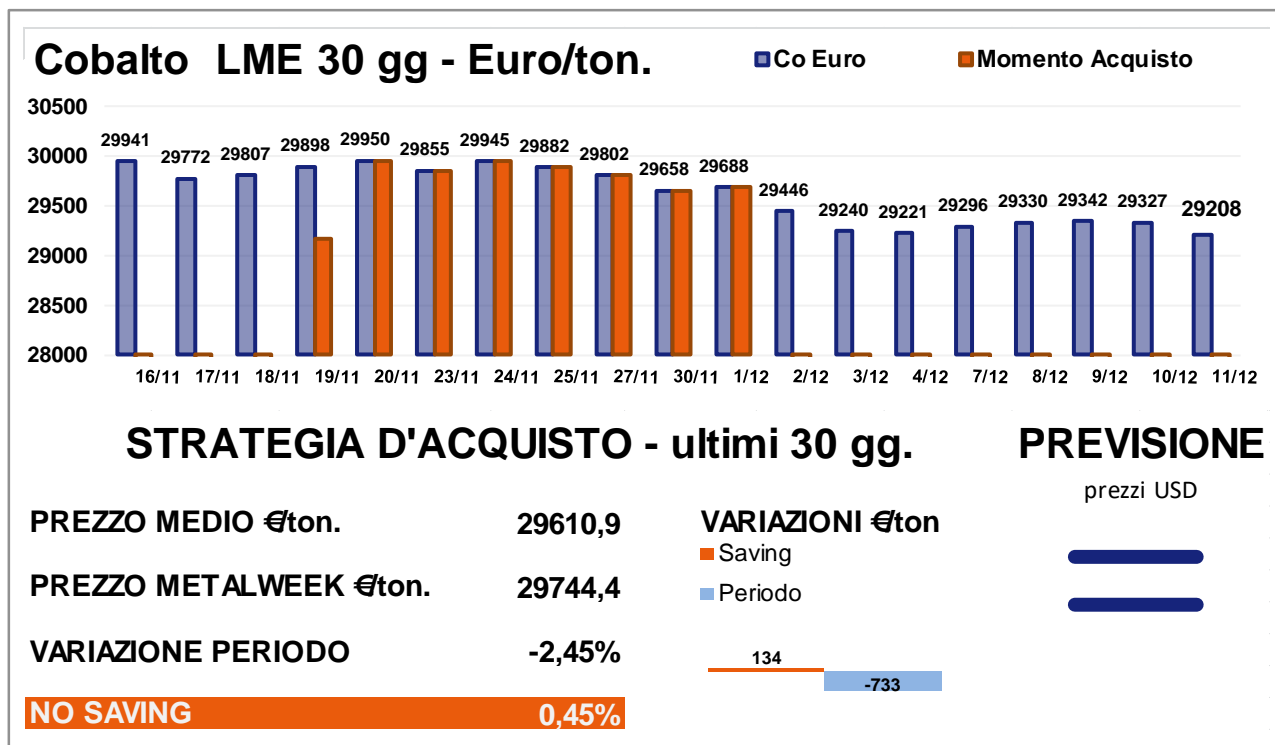 Cobalto LME 30 gg - Euro/ton.
Co Euro
Momento Acquisto
30500
30000
29500
29000
28500
28000
29941 29772 29807 29898 29950 29855 29945 29882 29802 29658 29688 29446 29240 29221 29296 29330 29342 29327 29208
16/11 17/11 18/11 19/11 20/11 23/11 24/11 25/11 27/11 30/11 1/12 2/12 3/12 4/12 7/12 8/12 9/12 10/12 11/12
STRATEGIA D'ACQUISTO - ultimi 30 gg.
PREZZO MEDIO €/ton. 29610,9
PREZZO METALWEEK €/ton. 29744,4
VARIAZIONE PERIODO -2,45%
NO SAVING 0,45%
VARIAZIONI €/ton
Saving
Periodo
134
-733
PREVISIONE
prezzi USD